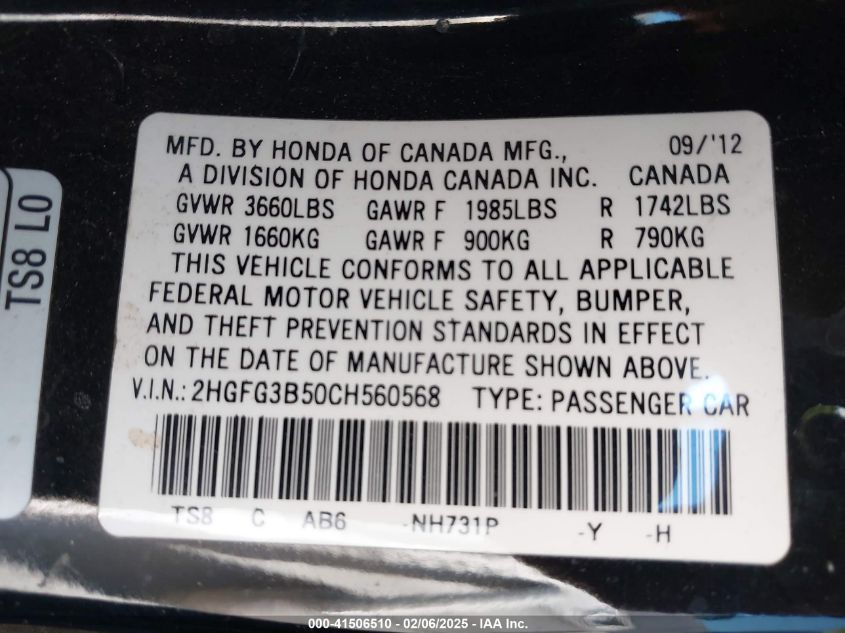 MFD. BY HONDA OF CANADA MFG., 09/'12
A DIVISION OF HONDA CANADA INC. CANADA
GVWR 3660LBS GAWR F 1985LBS R 1742LBS
GVWR 1660KG GAWR F 900KG R 790KG
THIS VEHICLE CONFORMS TO ALL APPLICABLE
FEDERAL MOTOR VEHICLE SAFETY, BUMPER,
AND THEFT PREVENTION STANDARDS IN EFFECT
ON THE DATE OF MANUFACTURE SHOWN ABOVE.
V.I.N.: 2HGFG3B50CH560568 TYPE: PASSENGER CAR
TS8 C AB6 -NH731P -Y -H
TS8 LO
000-41506510 - 02/06/2025 - IAA Inc.